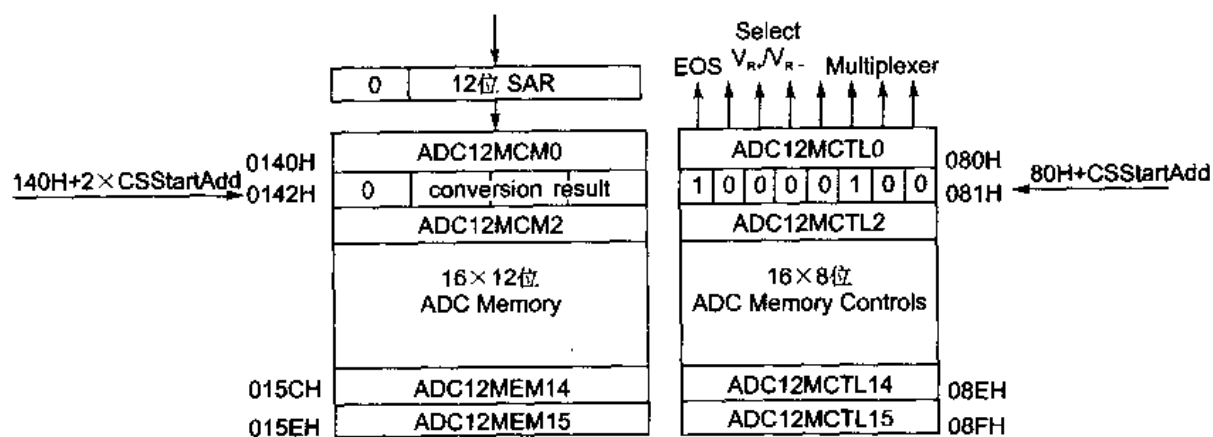 Select
EOS V_R./V_R- Multiplexer
0 12位 SAR
0140H ADC12MCM0 ADC12MCTL0 080H
140H+2×CSStartAdd 0142H 0 conversion result 1 0 0 0 0 1 0 0 081H 80H+CSStartAdd
ADC12MCM2 ADC12MCTL2
16×12位 16×8位
ADC Memory ADC Memory Controls
015CH ADC12MEM14 ADC12MCTL14 08EH
015EH ADC12MEM15 ADC12MCTL15 08FH